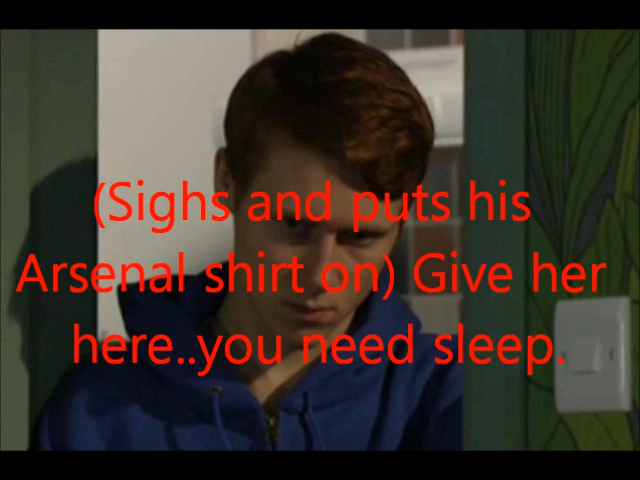 (Sighs and puts his
Arsenal shirt on) Give her
here..you need sleep.